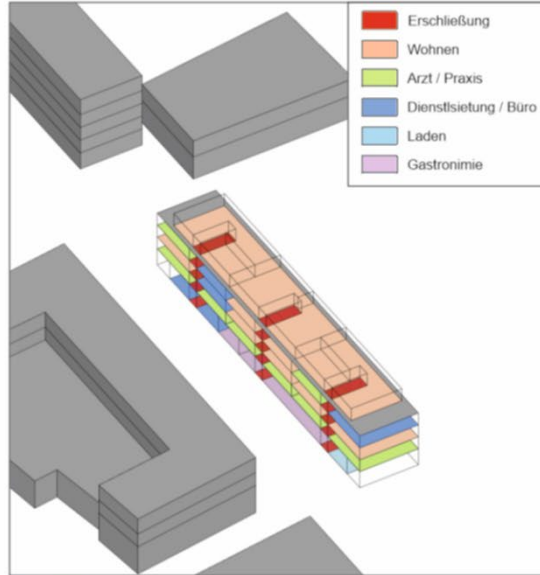 Erschließung
Wohnen
Arzt / Praxis
Dienstlsietung / Büro
Laden
Gastronimie